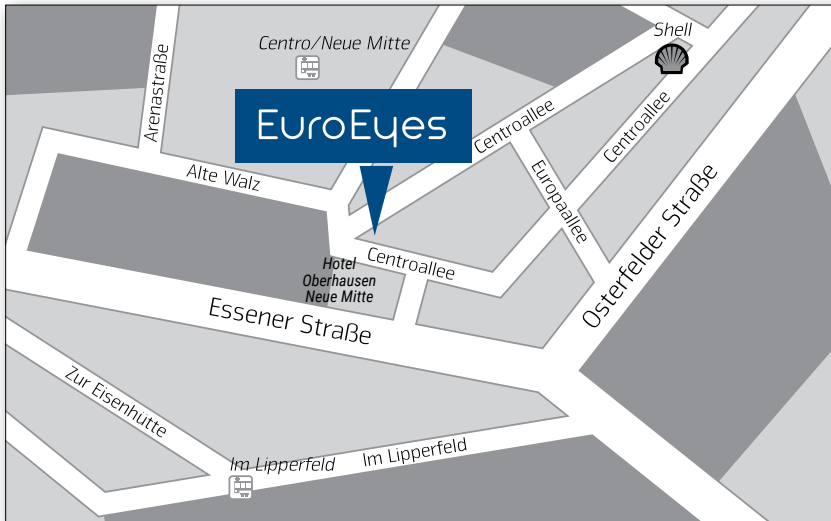 Shell
Centro/Neue Mitte
Arenastraße
EuroEyes
Centroallee
Centroallee
Europaallee
Alte Walz
Osterfelder Straße
Centroallee
Hotel
Oberhausen
Neue Mitte
Essener Straße
Zur Eisenhütte
Im Lipperfeld
Im Lipperfeld